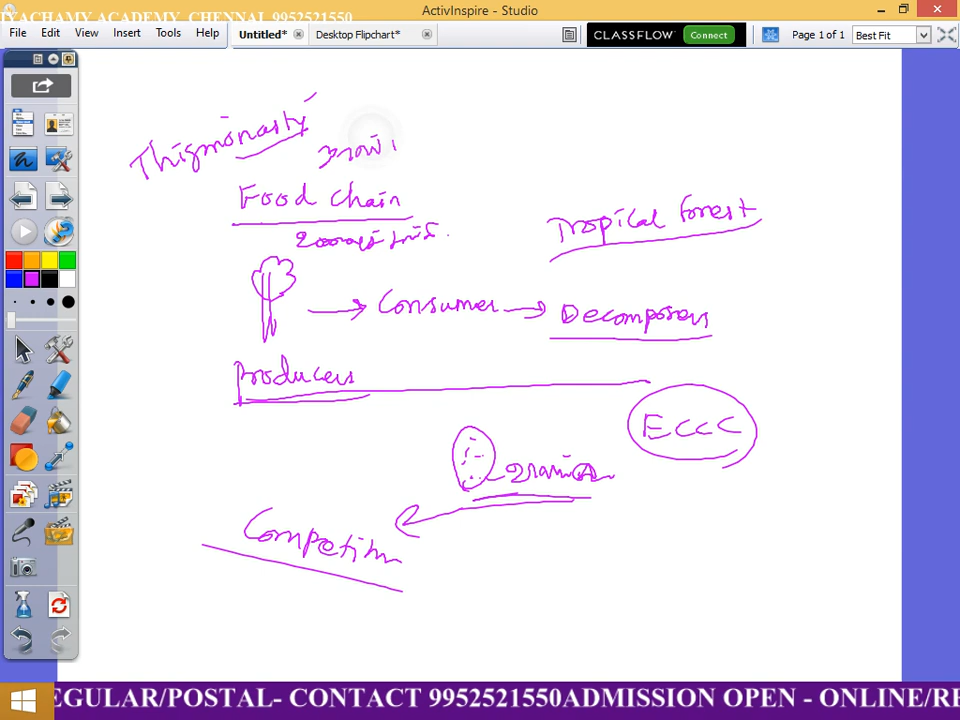 ActivInspire - Studio
IYACHAMY ACADEMY, CHENNAI 9952521550
File Edit View Insert Tools Help
Untitled*
Desktop Flipchart*
CLASSFLOW Connect
Page 1 of 1
Best Fit
Thigmonasty
Food chain
Tropical forest
Consumer
Decomposers
Producers
ECCC
Competition
EGULAR/POSTAL- CONTACT 9952521550ADMISSION OPEN - ONLINE/RE